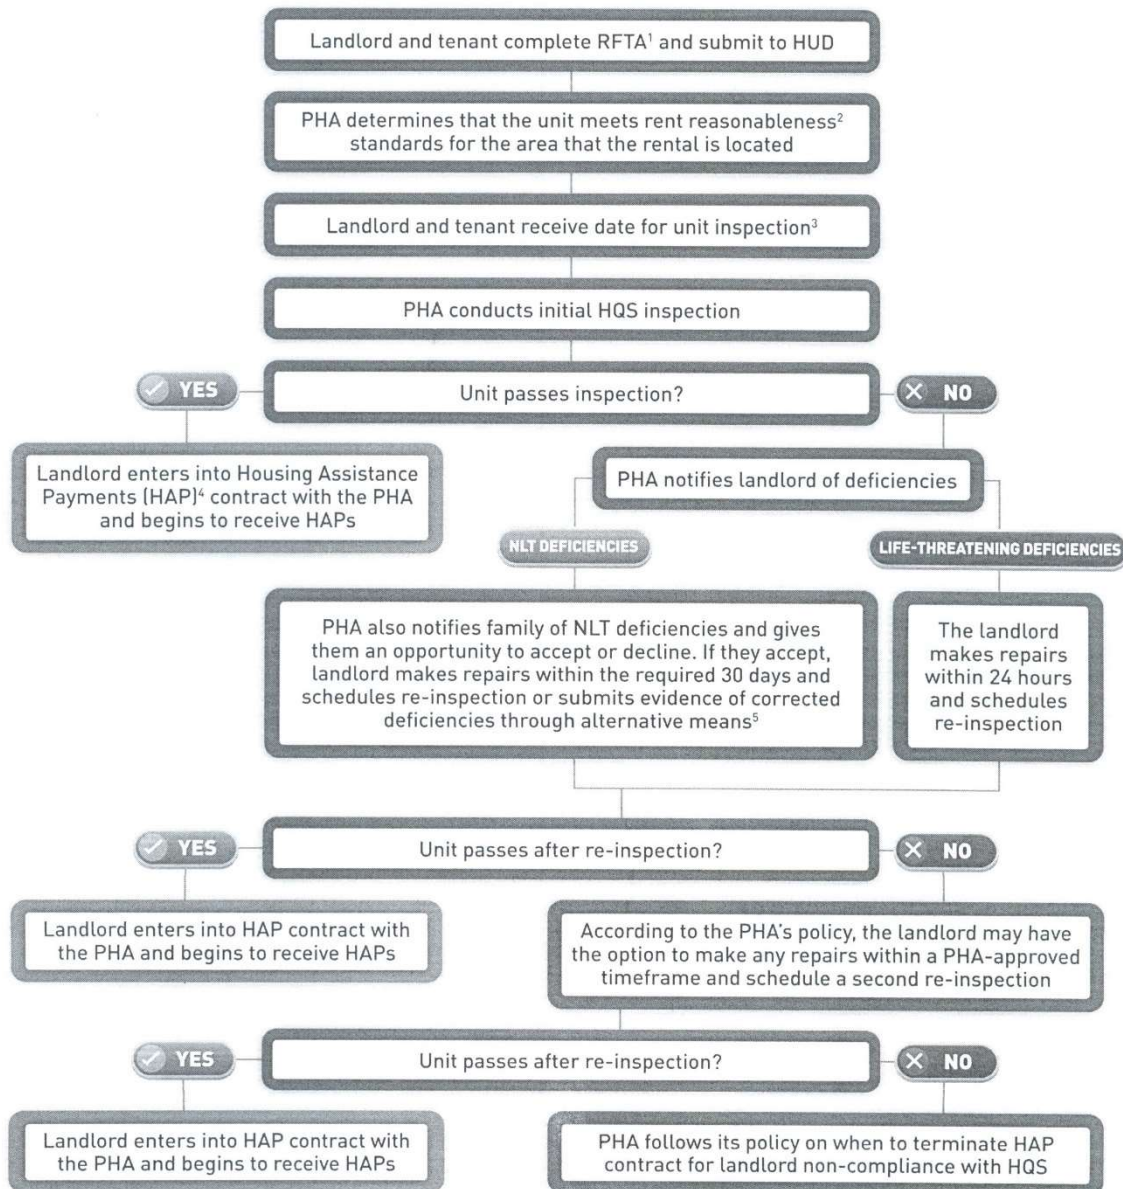 Landlord and tenant complete RFTA¹ and submit to HUD
PHA determines that the unit meets rent reasonableness²
standards for the area that the rental is located
Landlord and tenant receive date for unit inspection³
PHA conducts initial HQS inspection
YES
Unit passes inspection?
NO
Landlord enters into Housing Assistance
Payments (HAP)⁴ contract with the PHA
and begins to receive HAPs
PHA notifies landlord of deficiencies
NLT DEFICIENCIES
LIFE-THREATENING DEFICIENCIES
PHA also notifies family of NLT deficiencies and gives
them an opportunity to accept or decline. If they accept,
landlord makes repairs within the required 30 days and
schedules re-inspection or submits evidence of corrected
deficiencies through alternative means⁵
The landlord
makes repairs
within 24 hours
and schedules
re-inspection
YES
Unit passes after re-inspection?
NO
Landlord enters into HAP contract with
the PHA and begins to receive HAPs
According to the PHA's policy, the landlord may have
the option to make any repairs within a PHA-approved
timeframe and schedule a second re-inspection
YES
Unit passes after re-inspection?
NO
Landlord enters into HAP contract with
the PHA and begins to receive HAPs
PHA follows its policy on when to terminate HAP
contract for landlord non-compliance with HQS